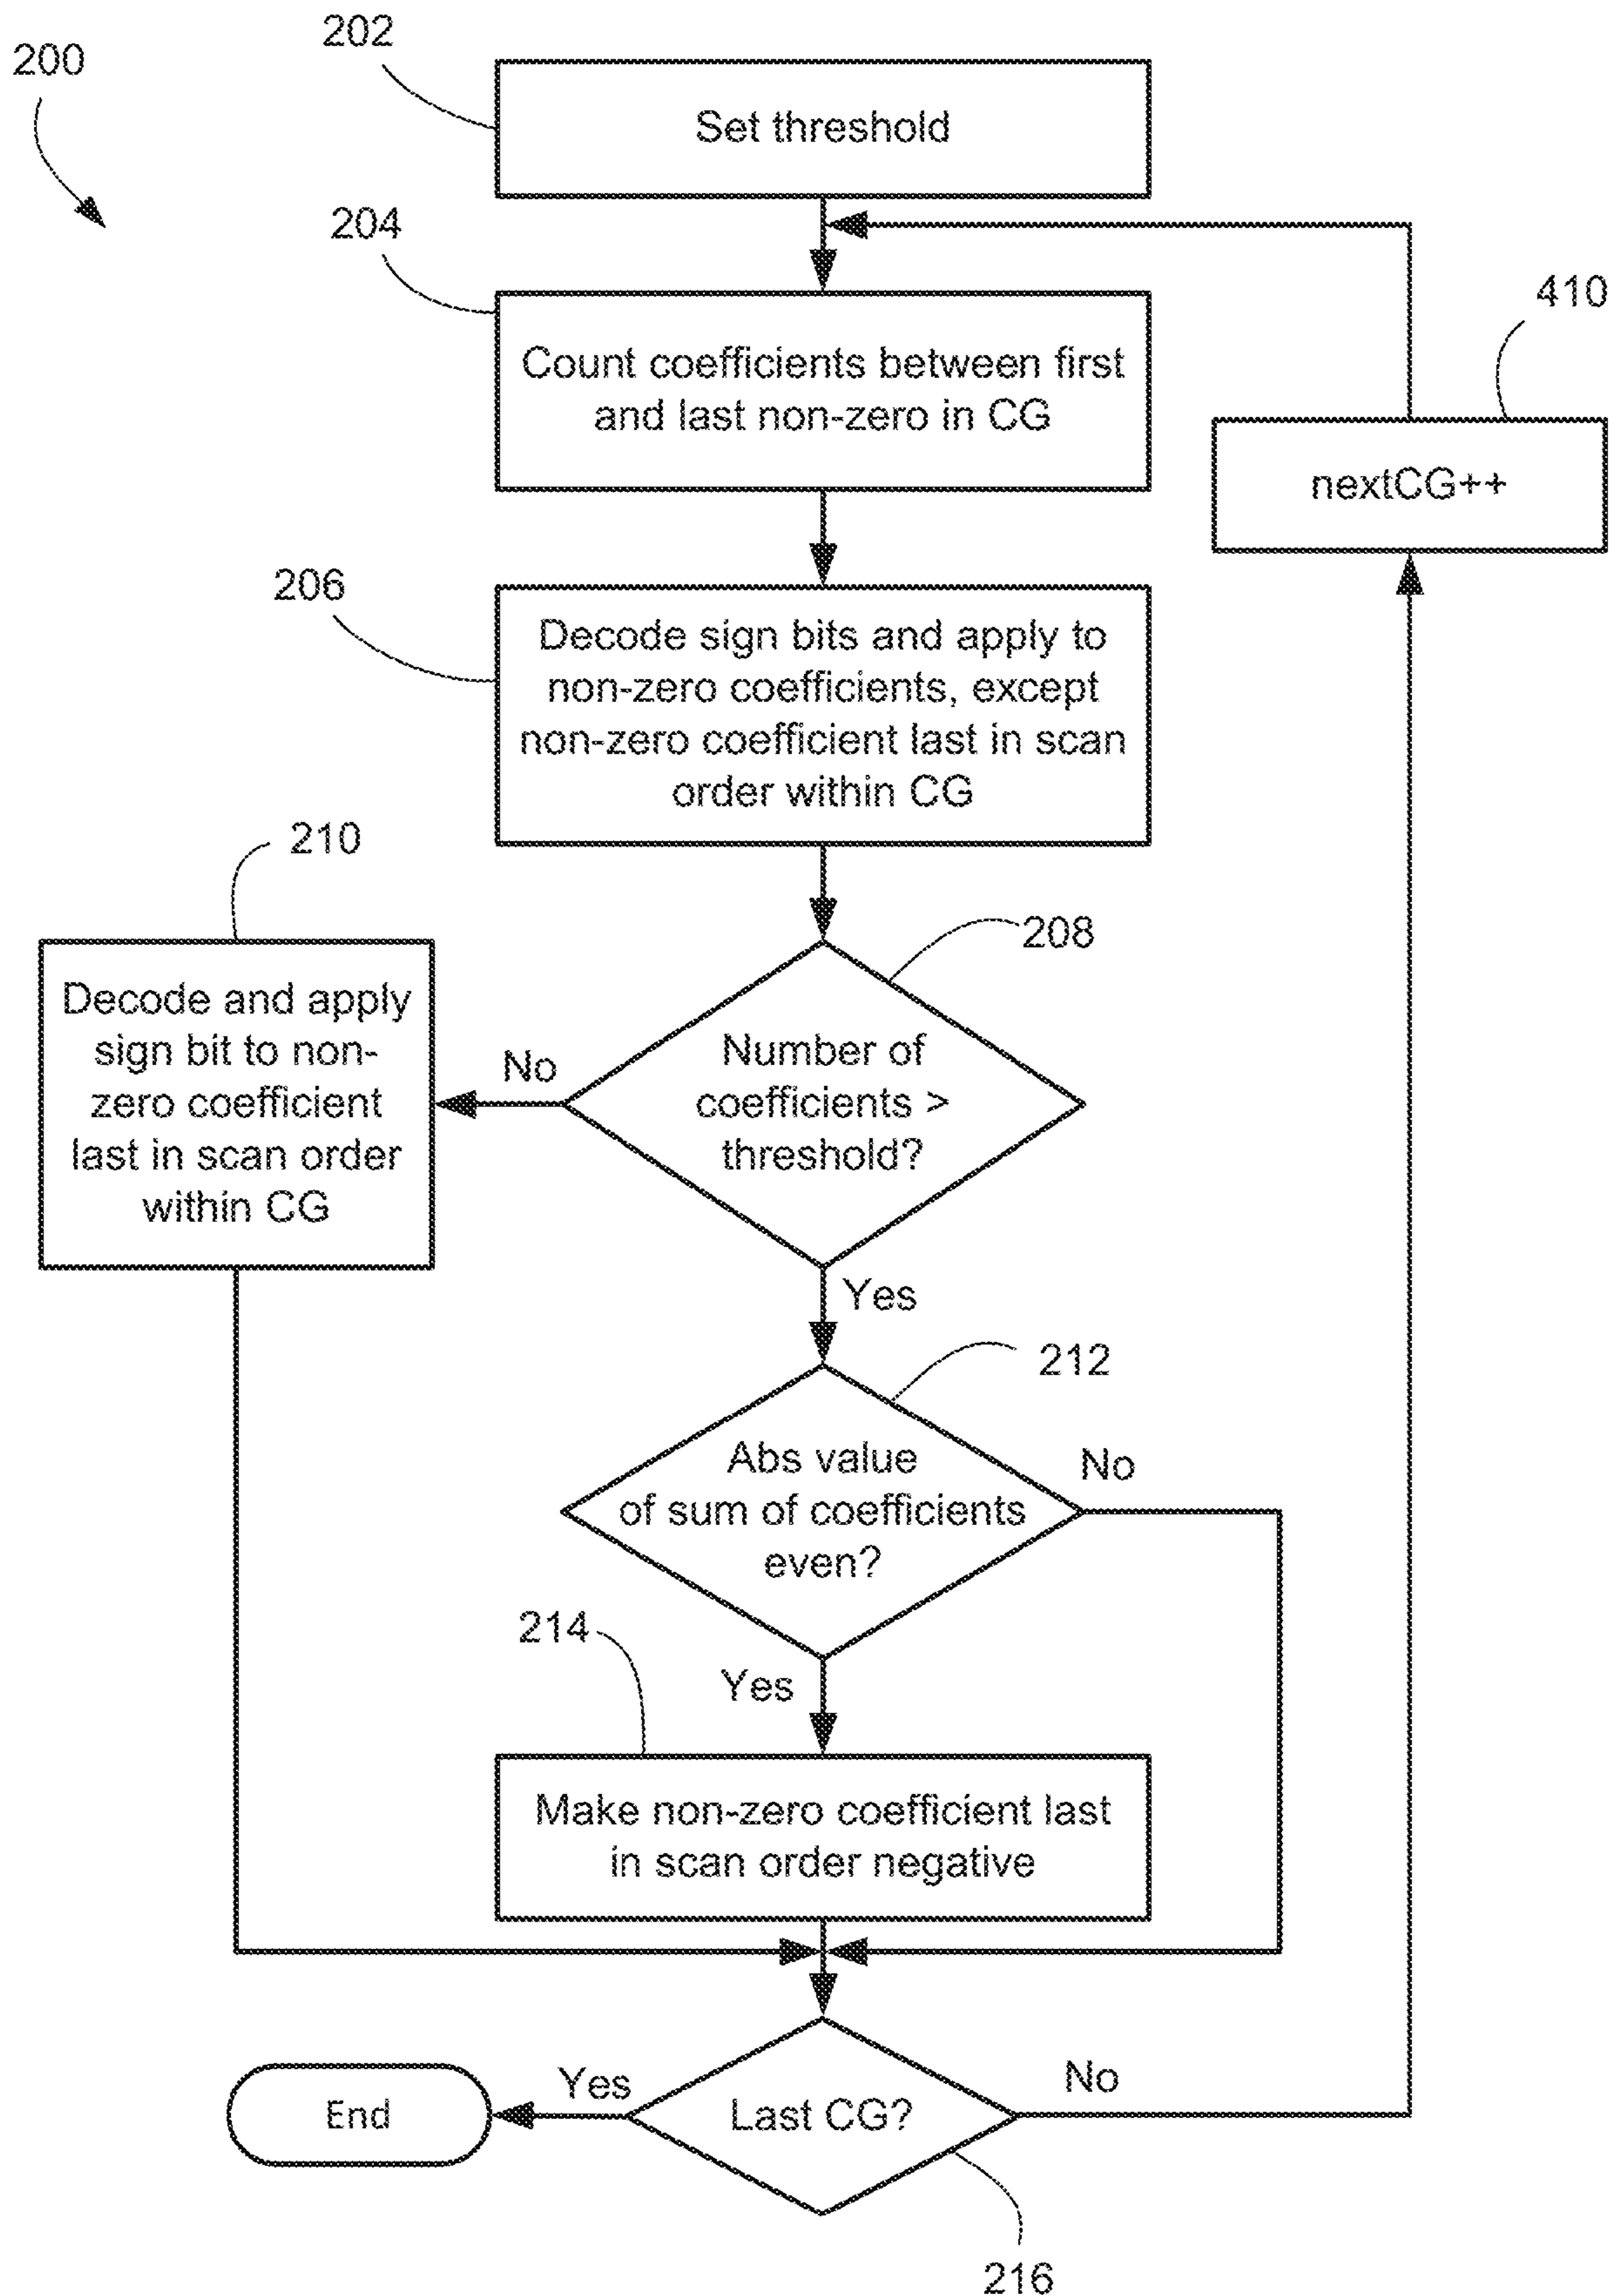 202
200
Set threshold
204
410
Count coefficients between first
and last non-zero in CG
nextCG++
206
Decode sign bits and apply to
non-zero coefficients, except
non-zero coefficient last in scan
order within CG
210
208
Decode and apply
sign bit to non-
zero coefficient
last in scan order
within CG
No
Number of
coefficients >
threshold?
Yes
212
Abs value
of sum of coefficients
even?
No
214
Yes
Make non-zero coefficient last
in scan order negative
End
Yes
Last CG?
No
216